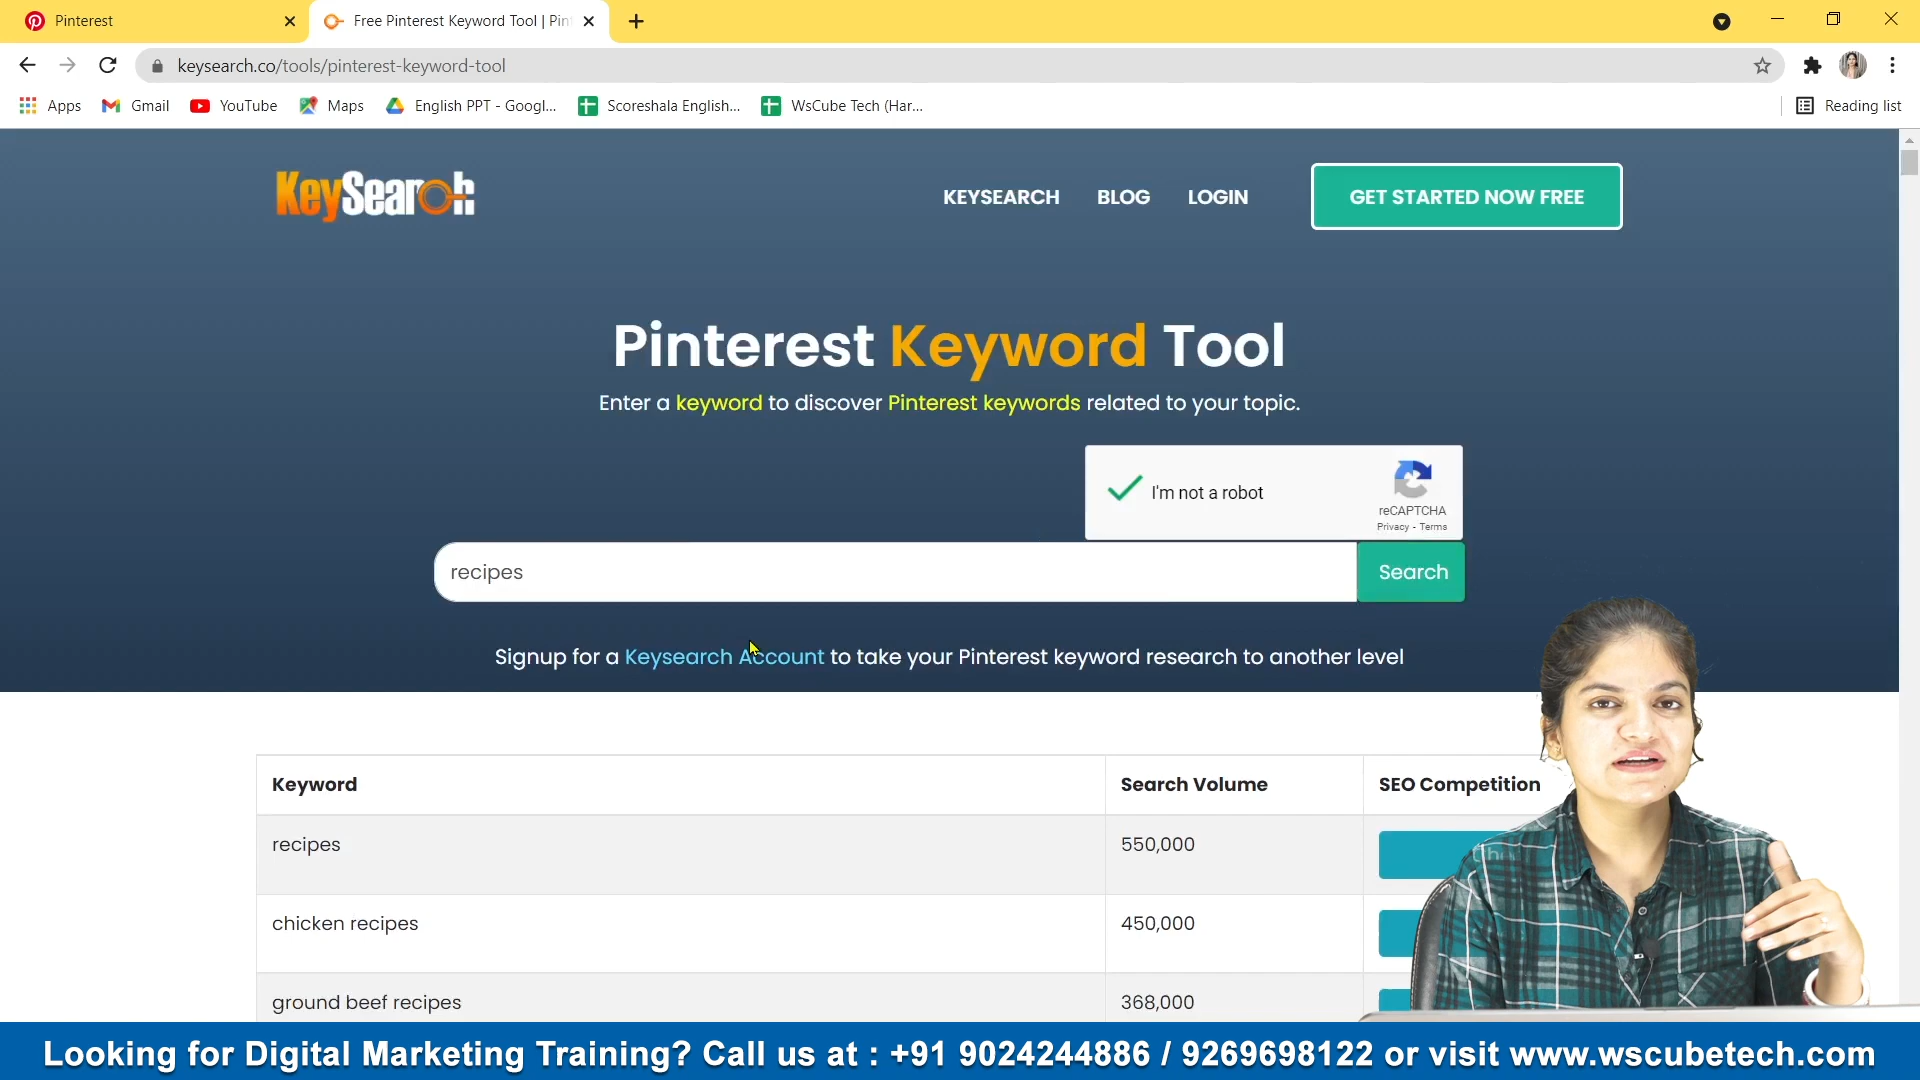 Pinterest
Free Pinterest Keyword Tool | Pin
keysearch.co/tools/pinterest-keyword-tool
Apps
Gmail
YouTube
Maps
English PPT - Googl...
Scoreshala English...
WsCube Tech (Har...
Reading list
KeySearch
KEYSEARCH
BLOG
LOGIN
GET STARTED NOW FREE
Pinterest Keyword Tool
Enter a keyword to discover Pinterest keywords related to your topic.
I'm not a robot
reCAPTCHA
Privacy - Terms
recipes
Search
Signup for a Keysearch Account to take your Pinterest keyword research to another level
Keyword
Search Volume
SEO Competition
recipes
550,000
chicken recipes
450,000
ground beef recipes
368,000
Looking for Digital Marketing Training? Call us at : +91 9024244886 / 9269698122 or visit www.wscubetech.com